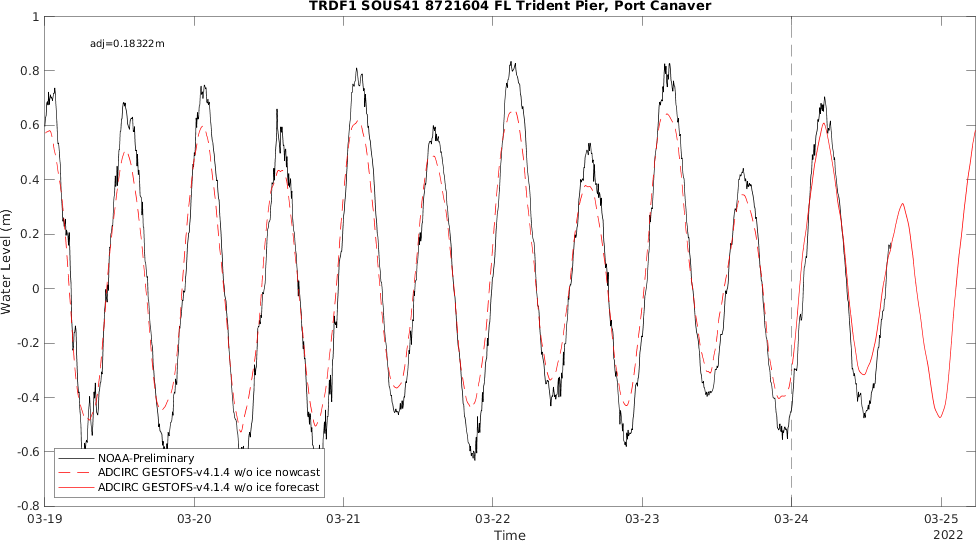 TRDF1 SOUS41 8721604 FL Trident Pier, Port Canaver
adj=0.18322m
1
0.8
0.6
0.4
0.2
0
-0.2
-0.4
-0.6
-0.8
Water Level (m)
NOAA-Preliminary
ADCIRC GESTOFS-v4.1.4 w/o ice nowcast
ADCIRC GESTOFS-v4.1.4 w/o ice forecast
03-19 03-20 03-21 03-22 03-23 03-24 03-25
Time
2022